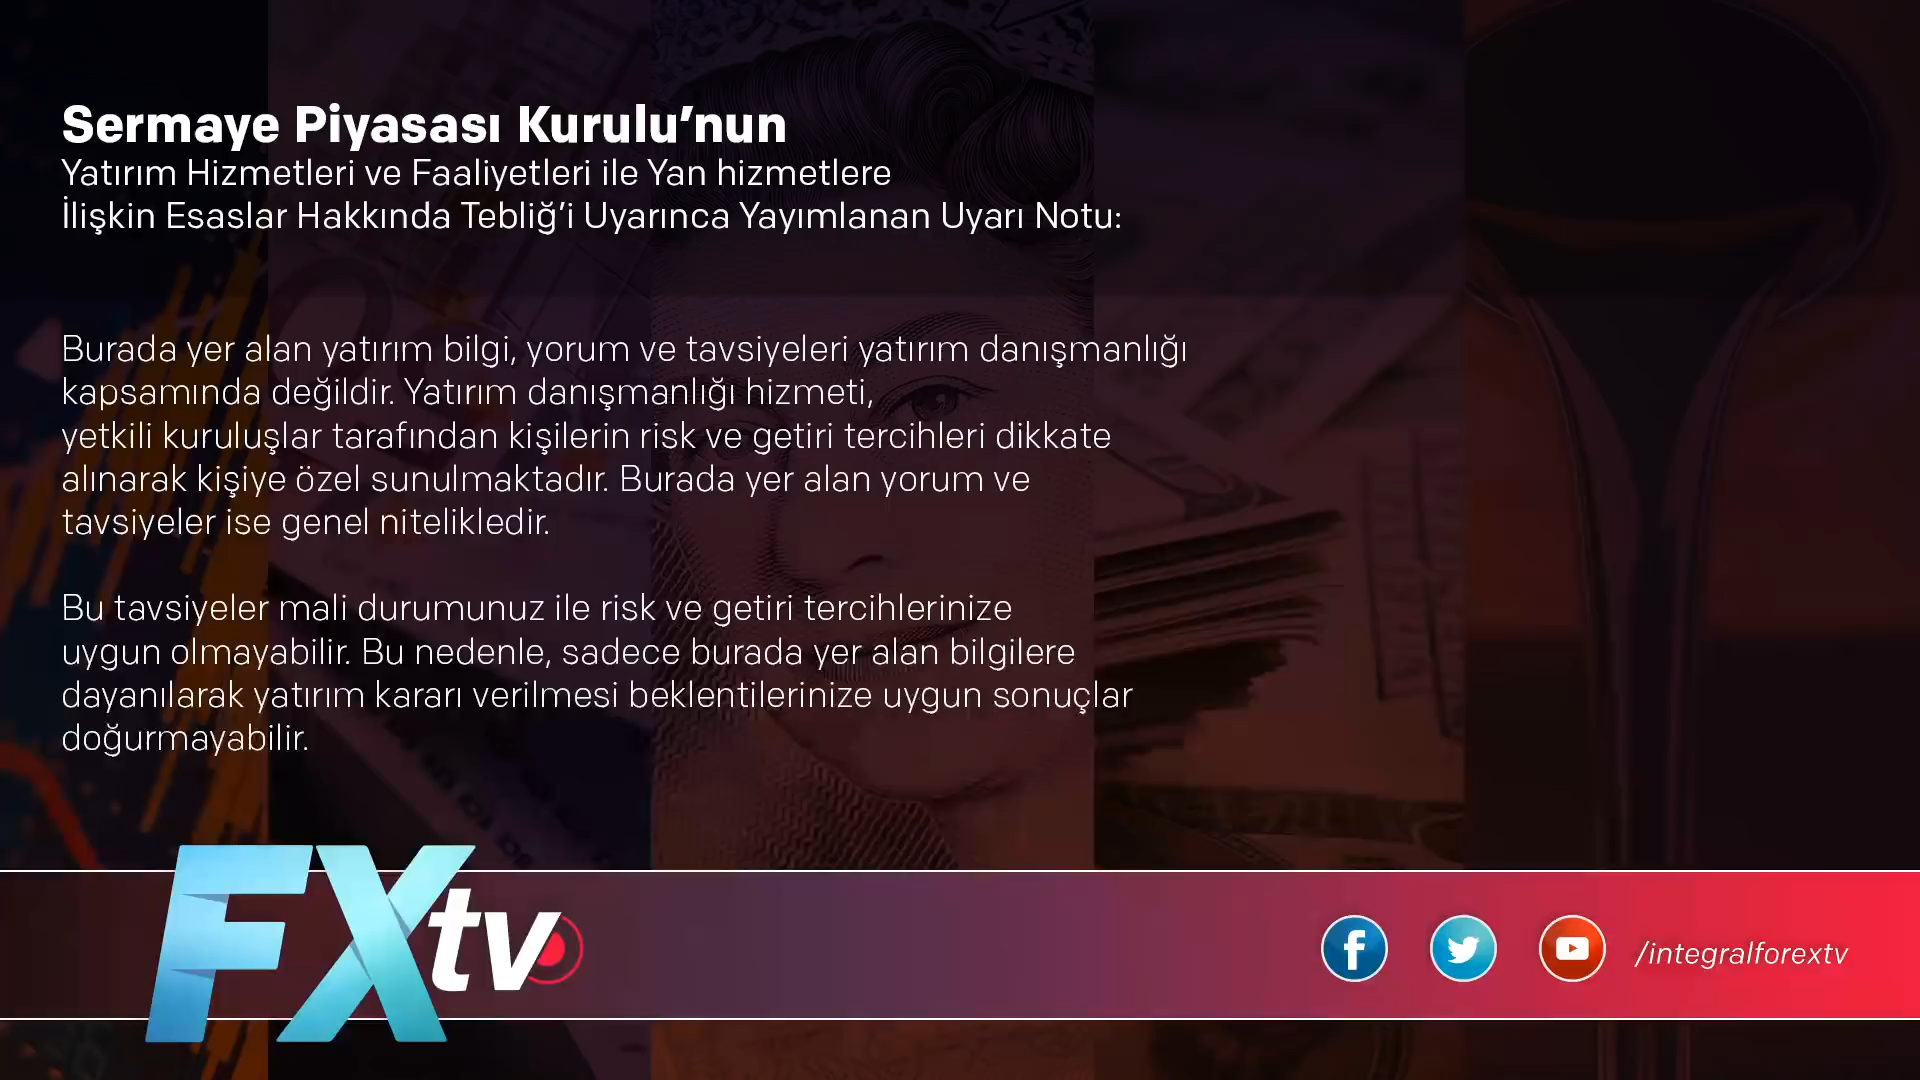 Sermaye Piyasası Kurulu’nun
Yatırım Hizmetleri ve Faaliyetleri ile Yan hizmetlere
İlişkin Esaslar Hakkında Tebliğ’i Uyarınca Yayımlanan Uyarı Notu:
Burada yer alan yatırım bilgi, yorum ve tavsiyeleri yatırım danışmanlığı
kapsamında değildir. Yatırım danışmanlığı hizmeti,
yetkili kuruluşlar tarafından kişilerin risk ve getiri tercihleri dikkate
alınarak kişiye özel sunulmaktadır. Burada yer alan yorum ve
tavsiyeler ise genel nitelikledir.
Bu tavsiyeler mali durumunuz ile risk ve getiri tercihlerinize
uygun olmayabilir. Bu nedenle, sadece burada yer alan bilgilere
dayanılarak yatırım kararı verilmesi beklentilerinize uygun sonuçlar
doğurmayabilir.
FXtv
/integralforextv